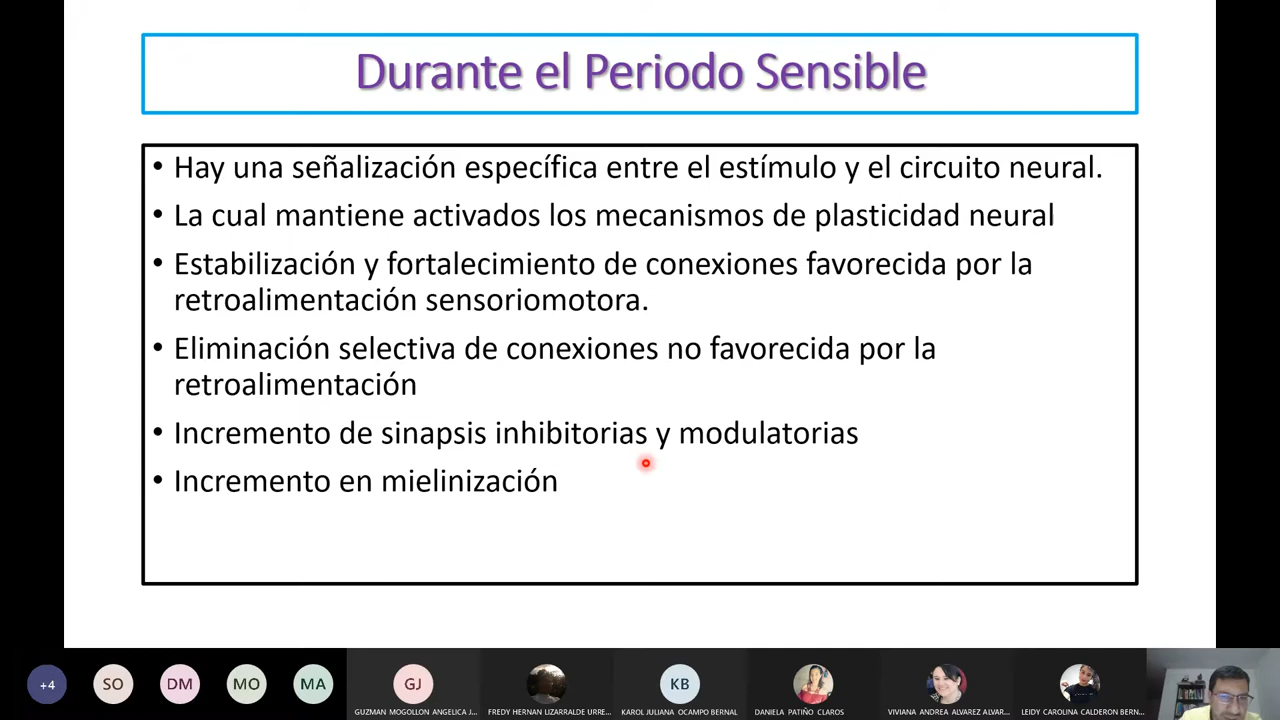 Durante el Periodo Sensible
• Hay una señalización específica entre el estímulo y el circuito neural.
• La cual mantiene activados los mecanismos de plasticidad neural
• Estabilización y fortalecimiento de conexiones favorecida por la
retroalimentación sensoriomotora.
• Eliminación selectiva de conexiones no favorecida por la
retroalimentación
• Incremento de sinapsis inhibitorias y modulatorias
• Incremento en mielinización
+4 SO DM MO MA GJ KB
GUZMAN MOGOLLON ANGELICA J... FREDY HERNAN LIZARRALDE URRE... KAROL JULIANA OCAMPO BERNAL DANIELA PATIÑO CLAROS VIVIANA ANDREA ALVAREZ ALVAR... LEIDY CAROLINA CALDERON BERN...